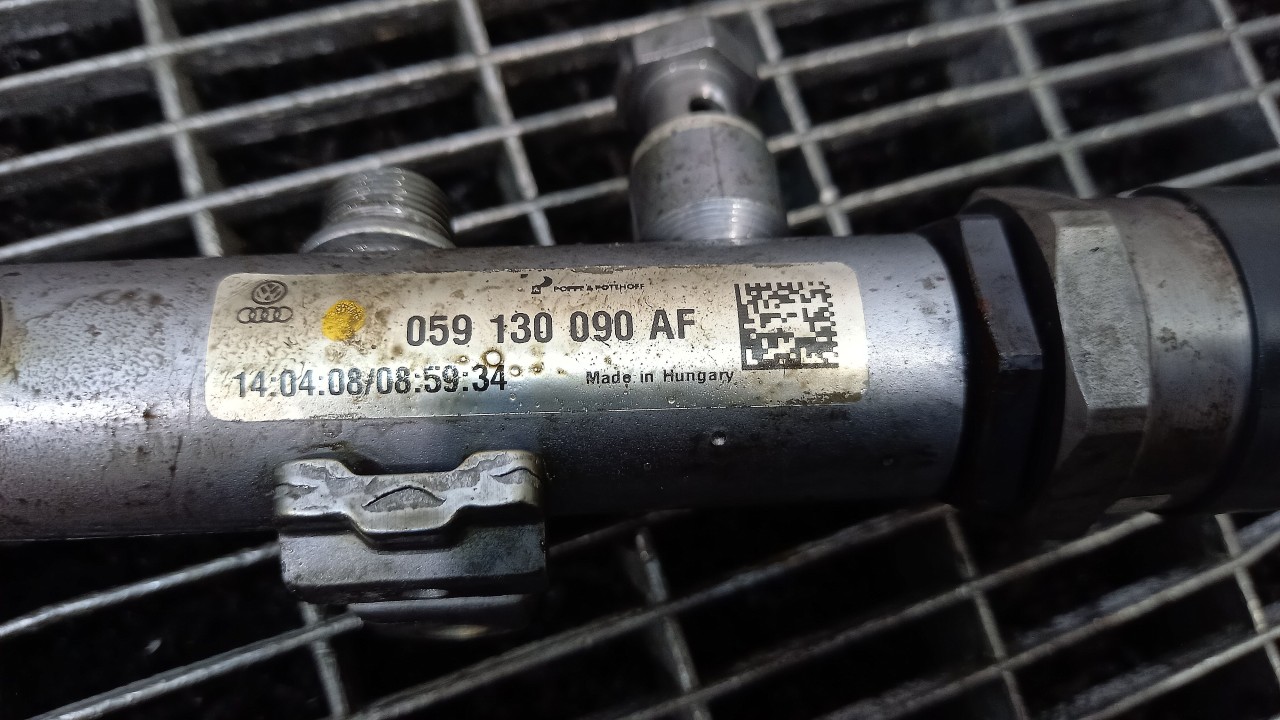 POPPE & POTTHOFF
059 130 090 AF
14:04:08/08:59:34
Made in Hungary